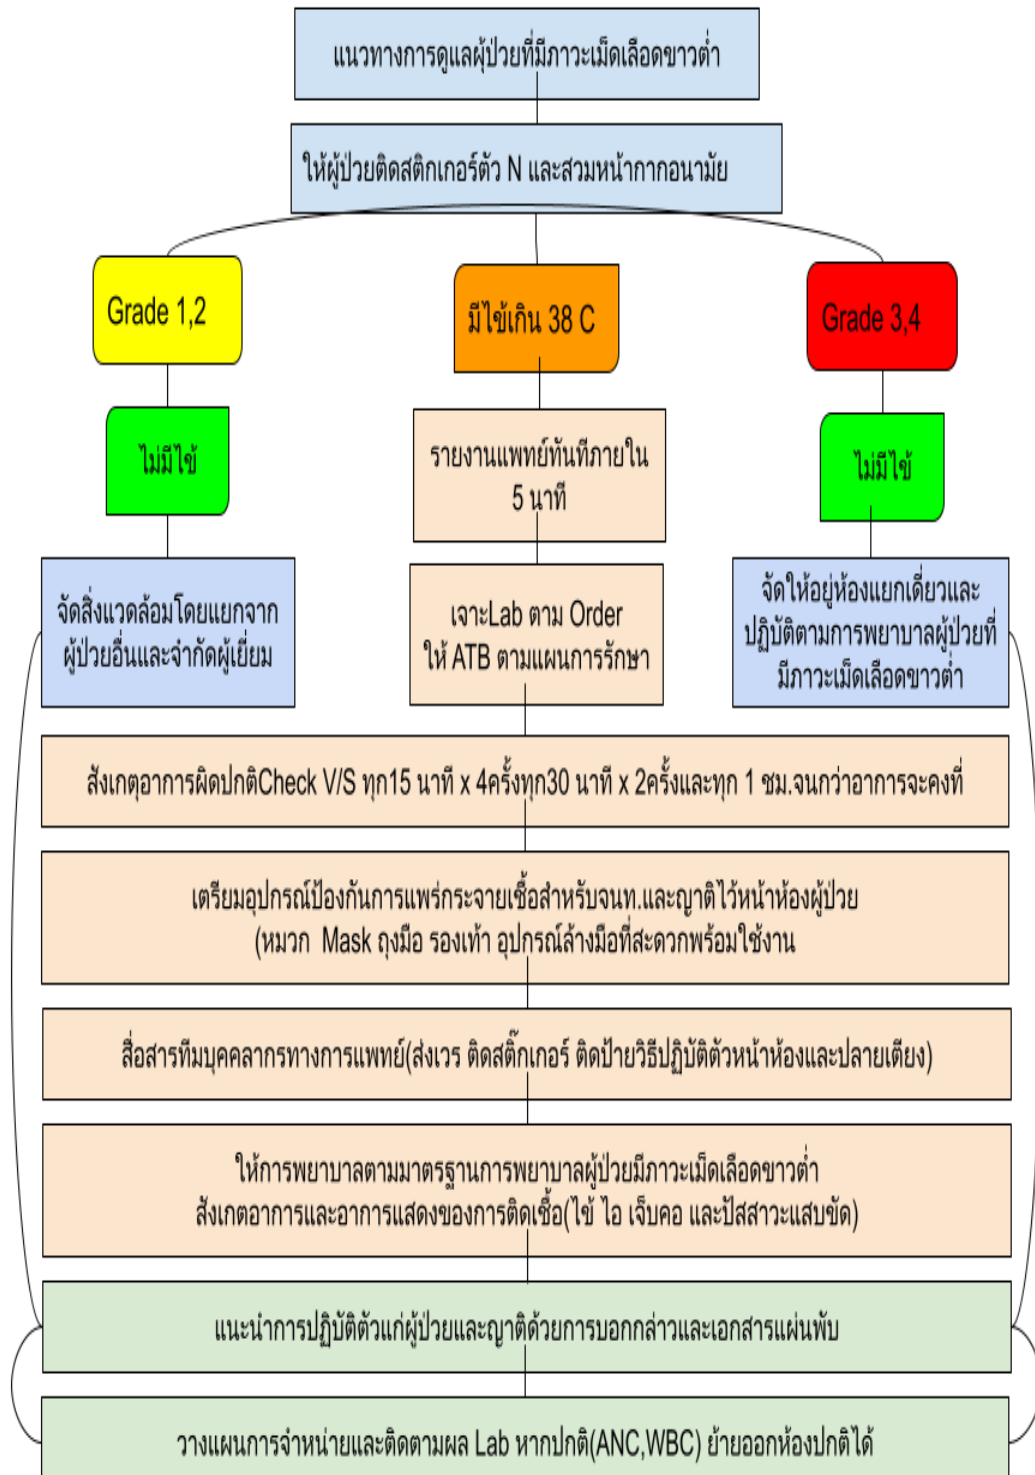 แนวทางการดูแลผู้ป่วยที่มีภาวะเม็ดเลือดขาวต่ำ
ให้ผู้ป่วยติดสติกเกอร์ตัว N และสวมหน้ากากอนามัย
Grade 1,2
มีไข้เกิน 38 C
Grade 3,4
ไม่มีไข้
รายงานแพทย์ทันทีภายใน
5 นาที
ไม่มีไข้
จัดสิ่งแวดล้อมโดยแยกจาก
ผู้ป่วยอื่นและจำกัดผู้เยี่ยม
เจาะLab ตาม Order
ให้ ATB ตามแผนการรักษา
จัดให้อยู่ห้องแยกเดี่ยวและ
ปฏิบัติตามการพยาบาลผู้ป่วยที่
มีภาวะเม็ดเลือดขาวต่ำ
สังเกตุอาการผิดปกติCheck V/S ทุก15 นาที x 4ครั้งทุก30 นาที x 2ครั้งและทุก 1 ชม.จนกว่าอาการจะคงที่
เตรียมอุปกรณ์ป้องกันการแพร่กระจายเชื้อสำหรับจนท.และญาติไว้หน้าห้องผู้ป่วย
(หมวก Mask ถุงมือ รองเท้า อุปกรณ์ล้างมือที่สะดวกพร้อมใช้งาน
สื่อสารทีมบุคคลากรทางการแพทย์(ส่งเวร ติดสติ๊กเกอร์ ติดป้ายวิธีปฏิบัติตัวหน้าห้องและปลายเตียง)
ให้การพยาบาลตามมาตรฐานการพยาบาลผู้ป่วยมีภาวะเม็ดเลือดขาวต่ำ
สังเกตอาการและอาการแสดงของการติดเชื้อ(ไข้ ไอ เจ็บคอ และปัสสาวะแสบขัด)
แนะนำการปฏิบัติตัวแก่ผู้ป่วยและญาติด้วยการบอกกล่าวและเอกสารแผ่นพับ
วางแผนการจำหน่ายและติดตามผล Lab หากปกติ(ANC,WBC) ย้ายออกห้องปกติได้